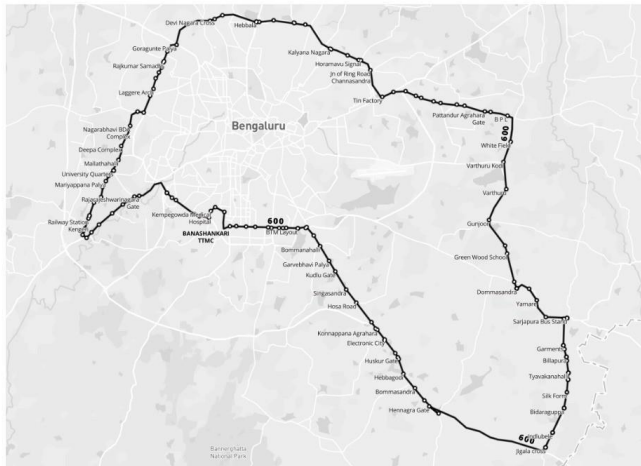 Devi Nagara Cross
Hebbala
Goragunte Palya
Kalyana Nagara
Rajkumar Samadhi
Horamavu Signal
Jn of Ring Road
Channasandra
Laggere Arch
Tin Factory
Pattandur Agrahara
Gate
B P C
600
Bengaluru
Nagarabhavi BDA
Complex
White Field
Deepa Complex
Mallathahalli
Varthuru Kodi
University Quarters
Mariyappana Palya
Varthuru
Rajarajeshwarinagara
Gate
Kempegowda Medical
Hospital
600
Railway Station
Kengeri
BANASHANKARI
TTMC
BTM Layout
Gunjoor
Bommanahalli
Green Wood School
Garvebhavi Palya
Kudlu Gate
Singasandra
Dommasandra
Hosa Road
Yamare
Sarjapura Bus Stand
Konnappana Agrahara
Electronic City
Garments
Huskur Gate
Billapura
Hebbagodi
Tyavakanahalli
Bommasandra
Silk Form
Hennagra Gate
Bidaraguppe
600
Jigala cross
Bannerghatta
National Park